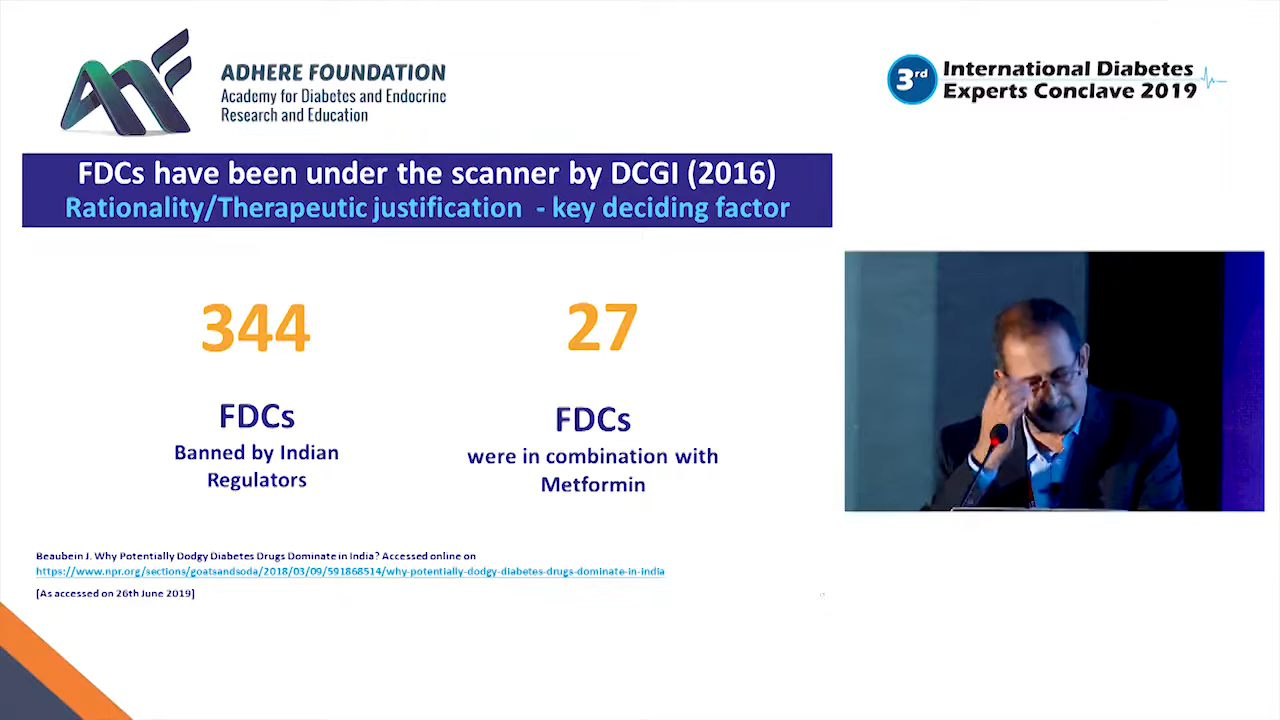 ADHERE FOUNDATION
Academy for Diabetes and Endocrine
Research and Education
3rd
International Diabetes
Experts Conclave 2019
FDCs have been under the scanner by DCGI (2016)
Rationality/Therapeutic justification - key deciding factor
344
FDCs
Banned by Indian
Regulators
27
FDCs
were in combination with
Metformin
Beaubein J. Why Potentially Dodgy Diabetes Drugs Dominate in India? Accessed online on
https://www.npr.org/sections/goatsandsoda/2018/03/09/591868514/why-potentially-dodgy-diabetes-drugs-dominate-in-india
[As accessed on 26th June 2019]